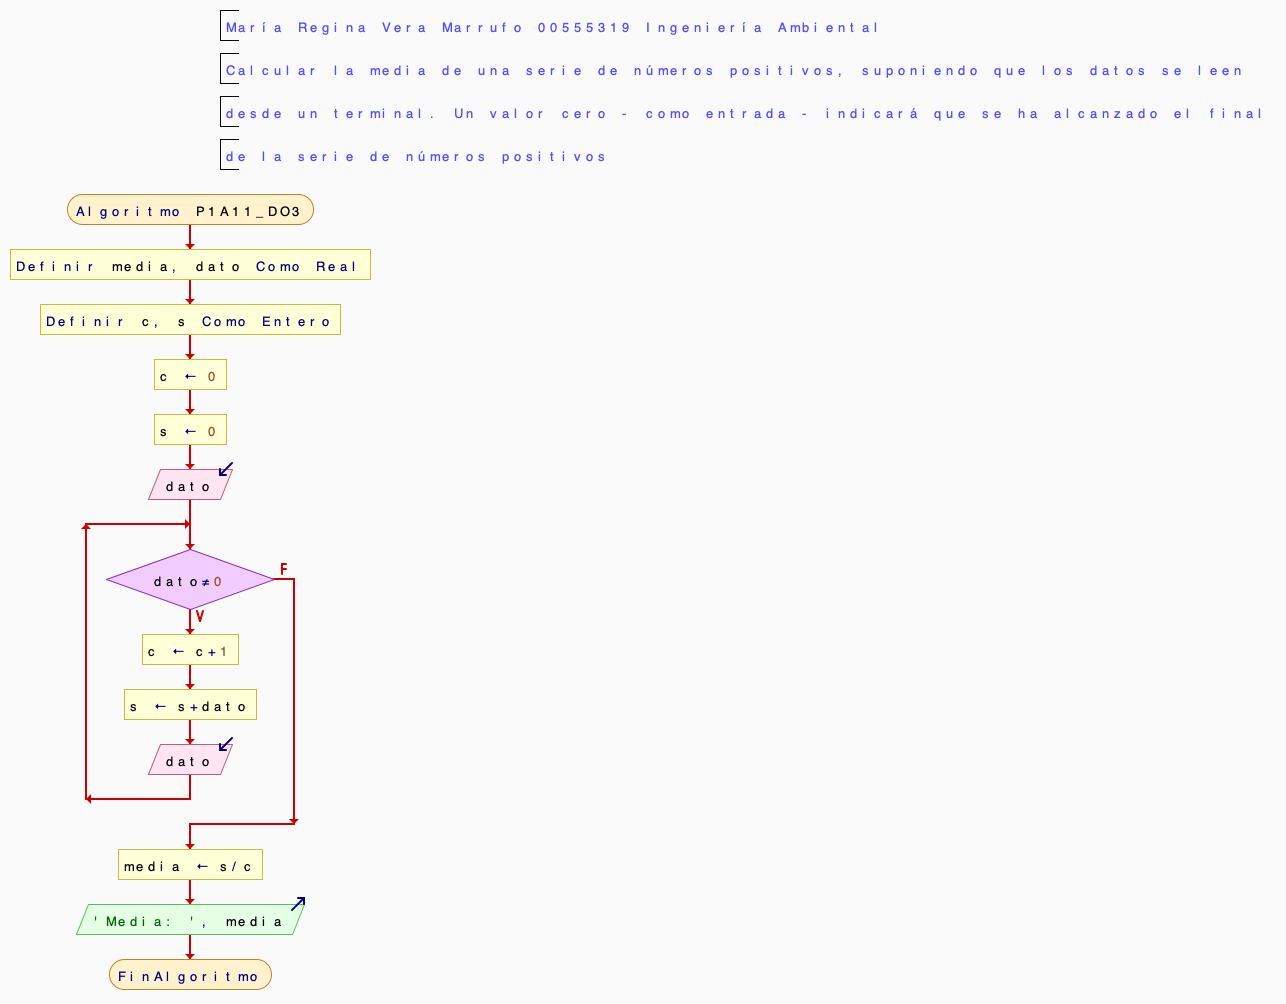 María Regina Vera Marrufo 00555319 Ingeniería Ambiental
Calcular la media de una serie de números positivos, suponiendo que los datos se leen
desde un terminal. Un valor cero - como entrada - indicará que se ha alcanzado el final
de la serie de números positivos
Algoritmo P1A11_DO3
Definir media, dato Como Real
Definir c, s Como Entero
c ← 0
s ← 0
dato
dato≠0
F
V
c ← c+1
s ← s+dato
dato
media ← s/c
'Media: ', media
FinAlgoritmo